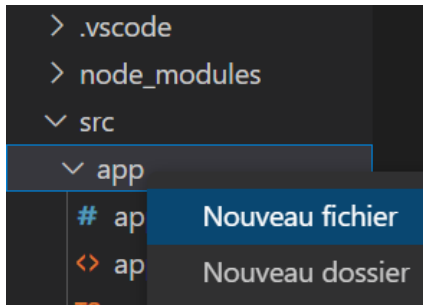 .vscode
node_modules
src
app
# ap
Nouveau fichier
<> ap
Nouveau dossier